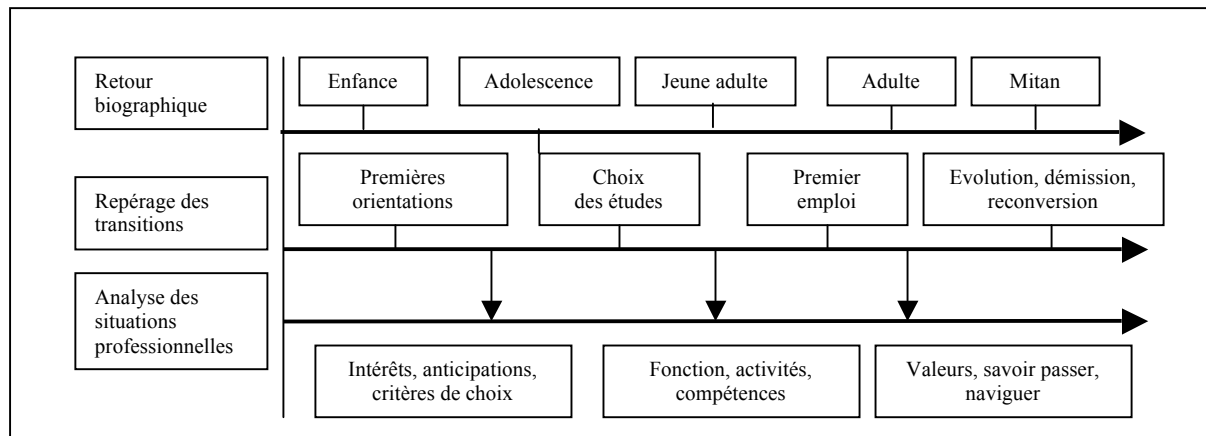 Retour
biographique
Enfance
Adolescence
Jeune adulte
Adulte
Mitan
Repérage des
transitions
Premières
orientations
Choix
des études
Premier
emploi
Evolution, démission,
reconversion
Analyse des
situations
professionnelles
Intérêts, anticipations,
critères de choix
Fonction, activités,
compétences
Valeurs, savoir passer,
naviguer